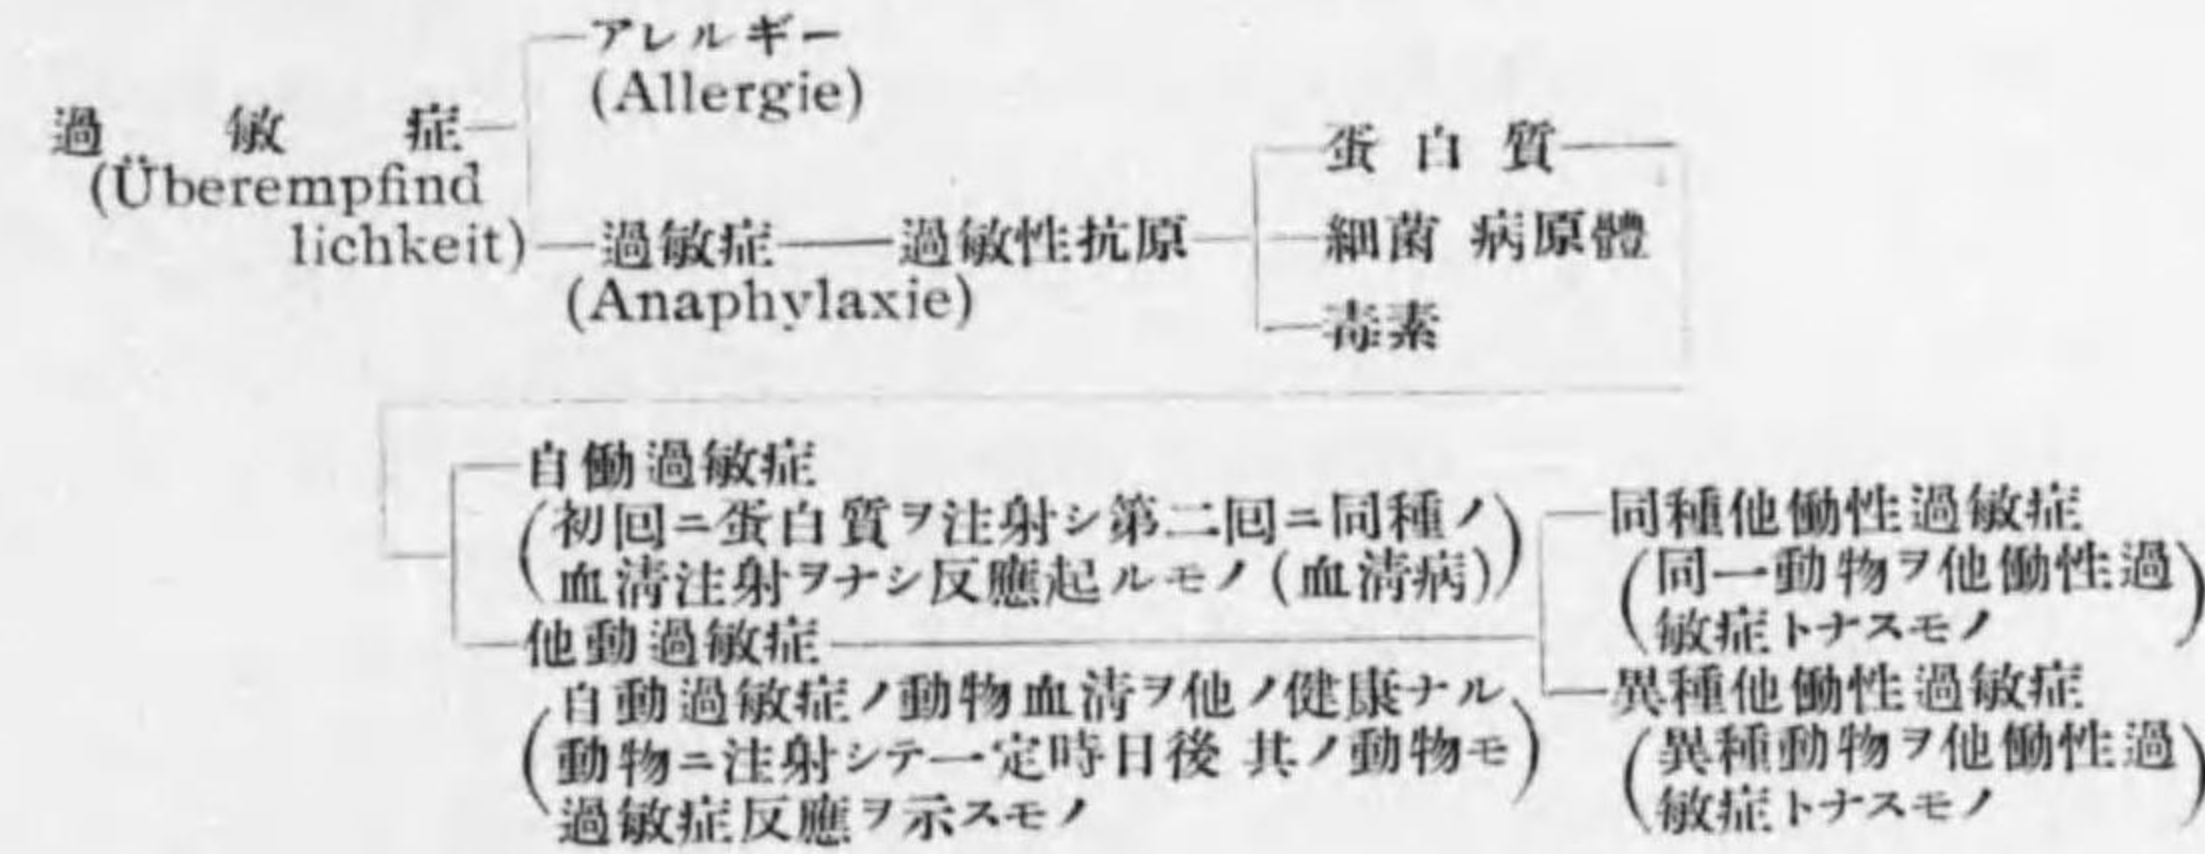 アレルギー
(Allergie)
過敏症
(Überempfind
lichkeit)
過敏症
(Anaphylaxie)
過敏性抗原
蛋白質
細菌 病原體
毒素
自働過敏症
(初回ニ蛋白質ヲ注射シ第二回ニ同種ノ
血淸注射ヲナシ反應起ルモノ(血淸病))
他動過敏症
(自動過敏症ノ動物血淸ヲ他ノ健康ナル
動物ニ注射シテ一定時日後 其ノ動物モ
過敏症反應ヲ示スモノ)
同種他働性過敏症
(同一動物ヲ他働性過
敏症トナスモノ)
異種他働性過敏症
(異種動物ヲ他働性過
敏症トナスモノ)